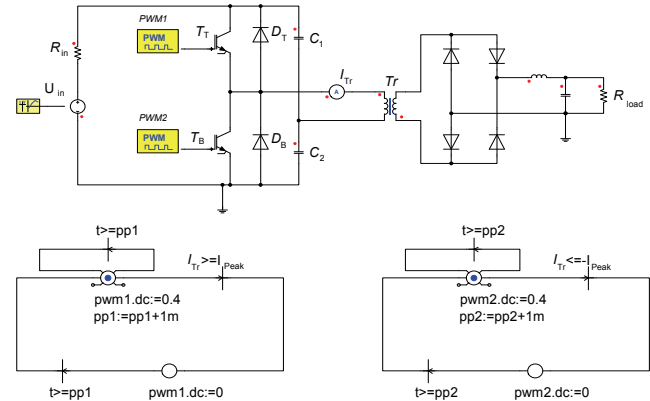 PWM1
PWM
T_T
D_T
C_1
R_in
U_in
I_Tr
A
Tr
R_load
PWM2
PWM
T_B
D_B
C_2
t>=pp1
I_Tr>=I_Peak
pwm1.dc:=0.4
pp1:=pp1+1m
t>=pp1
pwm1.dc:=0
t>=pp2
I_Tr<=-I_Peak
pwm2.dc:=0.4
pp2:=pp2+1m
t>=pp2
pwm2.dc:=0